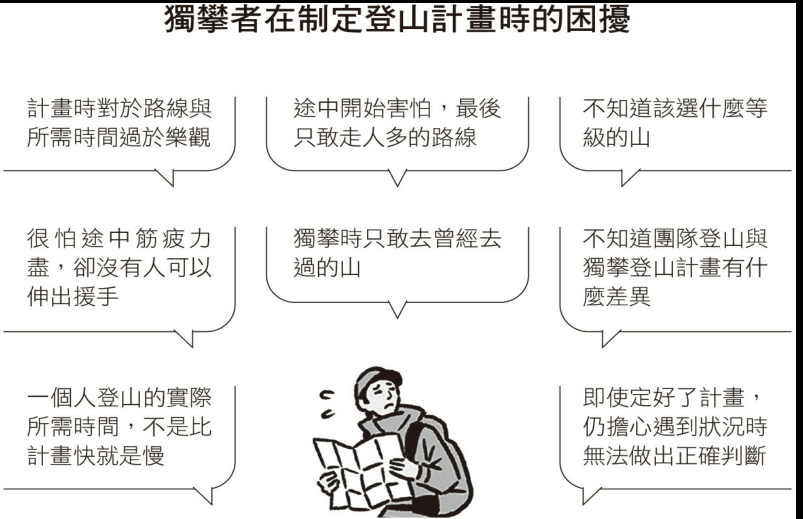 獨攀者在制定登山計畫時的困擾
計畫時對於路線與
所需時間過於樂觀
途中開始害怕，最後
只敢走人多的路線
不知道該選什麼等
級的山
很怕途中筋疲力
盡，卻沒有人可以
伸出援手
獨攀時只敢去曾經去
過的山
不知道團隊登山與
獨攀登山計畫有什
麼差異
一個人登山的實際
所需時間，不是比
計畫快就是慢
即使定好了計畫，
仍擔心遇到狀況時
無法做出正確判斷